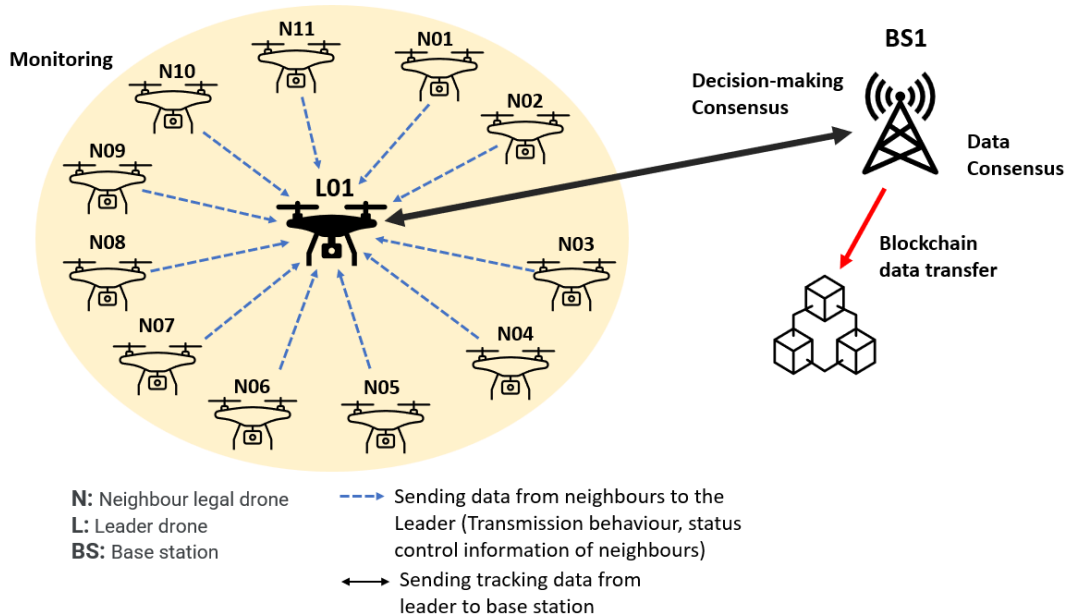 N11
N01
BS1
Monitoring
N10
Decision-making
Consensus
N02
N09
Data
Consensus
L01
N08
N03
Blockchain
data transfer
N07
N04
N06
N05
N: Neighbour legal drone
L: Leader drone
BS: Base station
Sending data from neighbours to the
Leader (Transmission behaviour, status
control information of neighbours)
Sending tracking data from
leader to base station